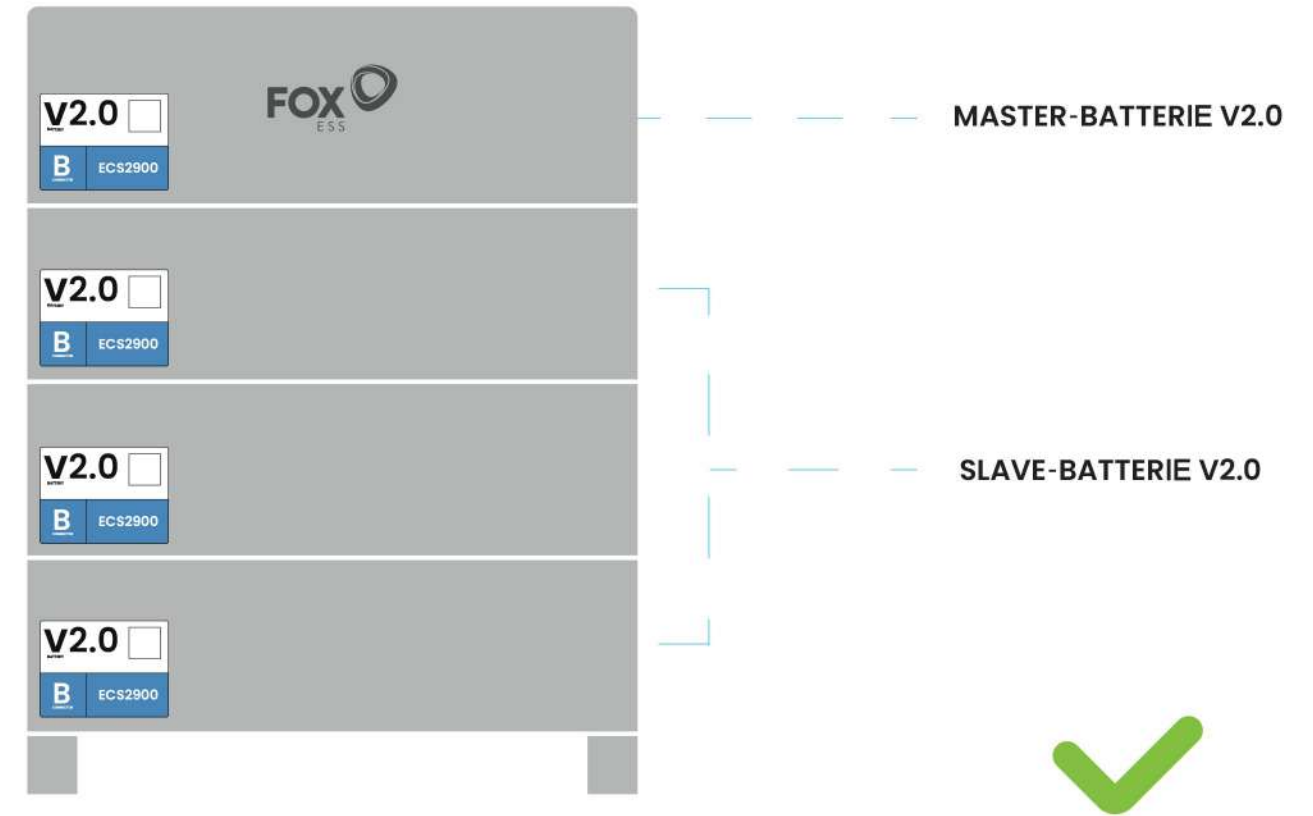 FOX
ESS
V2.0
B ECS2900
MASTER-BATTERIE V2.0
V2.0
B ECS2900
V2.0
B ECS2900
SLAVE-BATTERIE V2.0
V2.0
B ECS2900